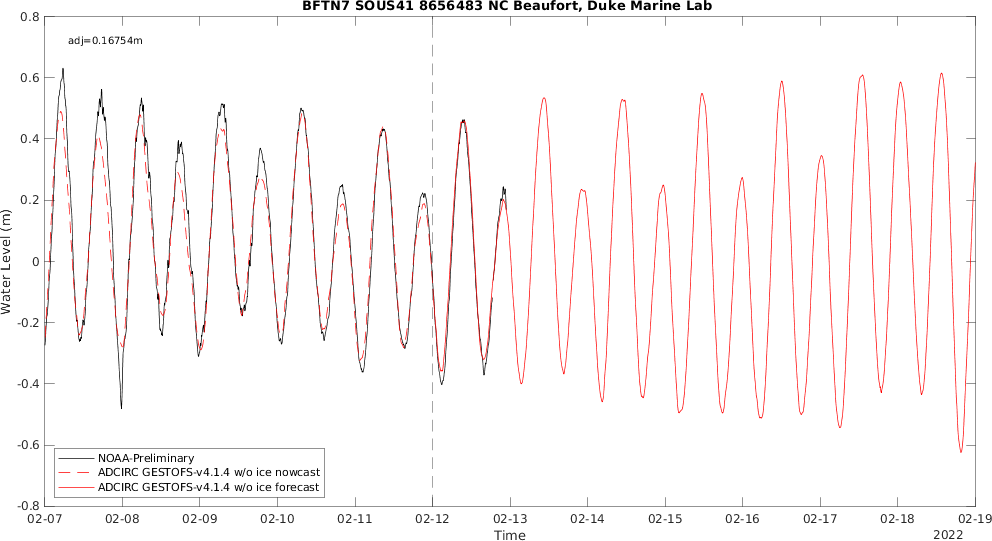 BFTN7 SOUS41 8656483 NC Beaufort, Duke Marine Lab
adj=0.16754m
0.8
0.6
0.4
0.2
0
-0.2
-0.4
-0.6
-0.8
Water Level (m)
NOAA-Preliminary
ADCIRC GESTOFS-v4.1.4 w/o ice nowcast
ADCIRC GESTOFS-v4.1.4 w/o ice forecast
02-07 02-08 02-09 02-10 02-11 02-12 02-13 02-14 02-15 02-16 02-17 02-18 02-19
Time
2022